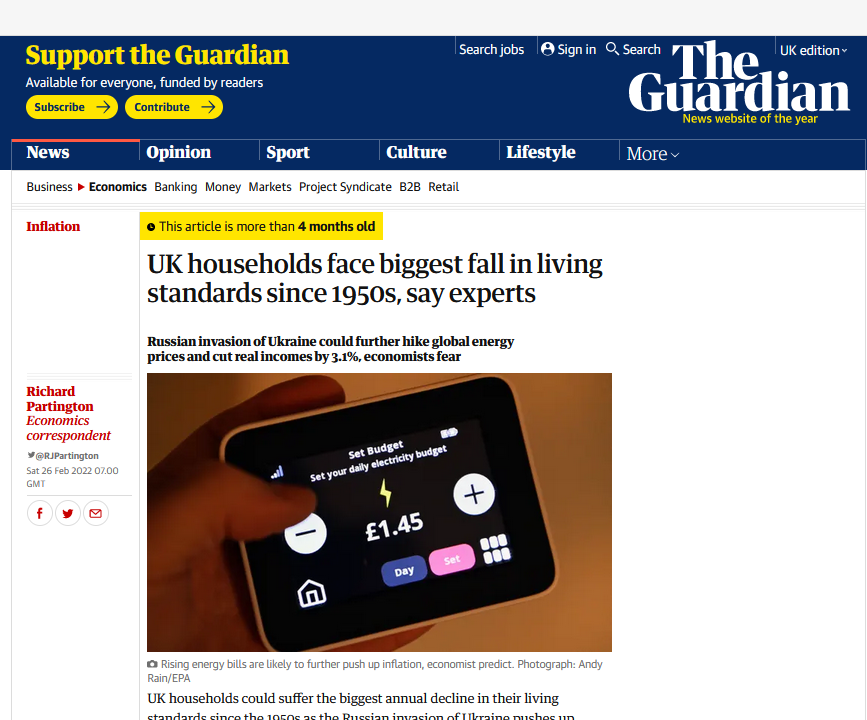 Support the Guardian
Available for everyone, funded by readers
Subscribe
Contribute
Search jobs
Sign in
Search
UK edition
The
Guardian
News website of the year
News
Opinion
Sport
Culture
Lifestyle
More
Business
Economics
Banking
Money
Markets
Project Syndicate
B2B
Retail
Inflation
This article is more than 4 months old
UK households face biggest fall in living
standards since 1950s, say experts
Russian invasion of Ukraine could further hike global energy
prices and cut real incomes by 3.1%, economists fear
Richard
Partington
Economics
correspondent
@RJPartington
Sat 26 Feb 2022 07.00
GMT
Set Budget
Set your daily electricity budget
£1.45
Day
Set
Rising energy bills are likely to further push up inflation, economist predict. Photograph: Andy
Rain/EPA
UK households could suffer the biggest annual decline in their living
standards since the 1950s as the Russian invasion of Ukraine pushes up